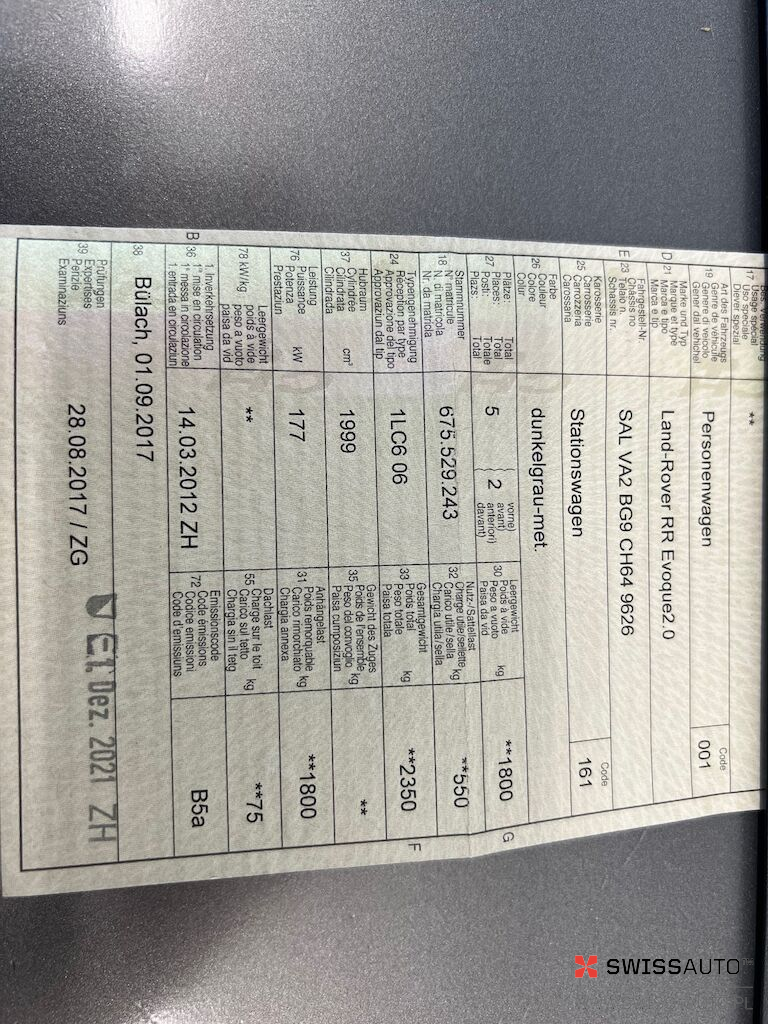 Bes. Verwendung
17 Usage spécial
Uso speciale
Diever spezial
**
Art des Fahrzeugs
19 Genre de véhicule
Genere di veicolo
Gener dal vehichel
Personenwagen
Code
001
Marke und Typ
D 21 Marque et type
Marca e tipo
Marca e tip
Land-Rover RR Evoque2.0
Fahrgestell-Nr.
E 23 Châssis no
Telaio n.
Schassis nr.
SAL VA2 BG9 CH64 9626
Karosserie
25 Carrosserie
Carrozzeria
Carossaria
Stationswagen
Code
161
Farbe
26 Couleur
Colore
Colur
dunkelgrau-met.
Plätze: Total
27 Places: Total
Posti: Totale
Plazs: Total
5
2
vorne)
avant)
anteriori)
davant)
Leergewicht
30 Poids à vide
Peso a vuoto kg
Paisa da vid
**1800
G
Stammnummer
18 N° matricule
N. di matricola
Nr. da matricla
675.529.243
Nutz-/Sattellast
32 Charge utile/sellette kg
Carico utile/sella
Chargia utila/sella
**550
Typengenehmigung
24 Réception par type
Approvazione del tipo
Approvaziun dal tip
1LC6 06
Gesamtgewicht
33 Poids total
Peso totale kg
Paisa totala
**2350
F
Hubraum
37 Cylindrée
Cilindrata cm³
Cilindrada
1999
Gewicht des Zuges
35 Poids de l'ensemble kg
Peso del convoglio
Paisa cumposiziun
**
Leistung
76 Puissance
Potenza kW
Prestaziun
177
Anhängelast
31 Poids remorquable
Carico rimorchiato kg
Chargia annexa
**1800
Leergewicht
78 kW/kg poids à vide
peso a vuoto
paisa da vid
**
Dachlast
55 Charge sur le toit
Carico sul tetto kg
Chargia sin il tetg
**75
1. Inverkehrsetzung
B 36 1re mise en circulation
1a messa in circolazione
1. entrada en circulaziun
14.03.2012 ZH
Emissionscode
72 Code émissions
Codice emissioni
Code d'emissiuns
B5a
38
Bülach, 01.09.2017
Prüfungen
39 Expertises
Perizie
Examinaziuns
28.08.2017 / ZG
Dez. 2021 ZH
SWISSAUTO